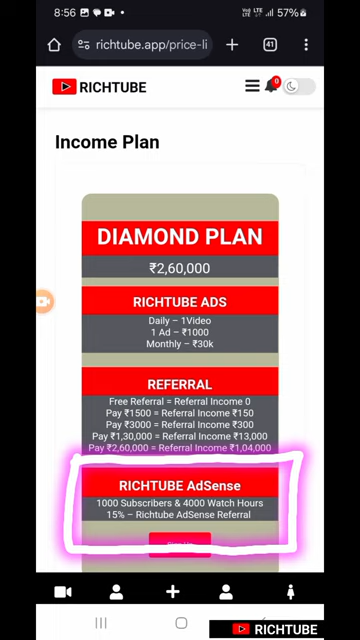 8:56
57%
richtube.app/price-li
41
RICHTUBE
0
Income Plan
DIAMOND PLAN
₹2,60,000
RICHTUBE ADS
Daily – 1Video
1 Ad – ₹1000
Monthly – ₹30k
REFERRAL
Free Referral = Referral Income 0
Pay ₹1500 = Referral Income ₹150
Pay ₹3000 = Referral Income ₹300
Pay ₹1,30,000 = Referral Income ₹13,000
Pay ₹2,60,000 = Referral Income ₹1,04,000
RICHTUBE AdSense
1000 Subscribers & 4000 Watch Hours
15% – Richtube AdSense Referral
Sign Up
RICHTUBE